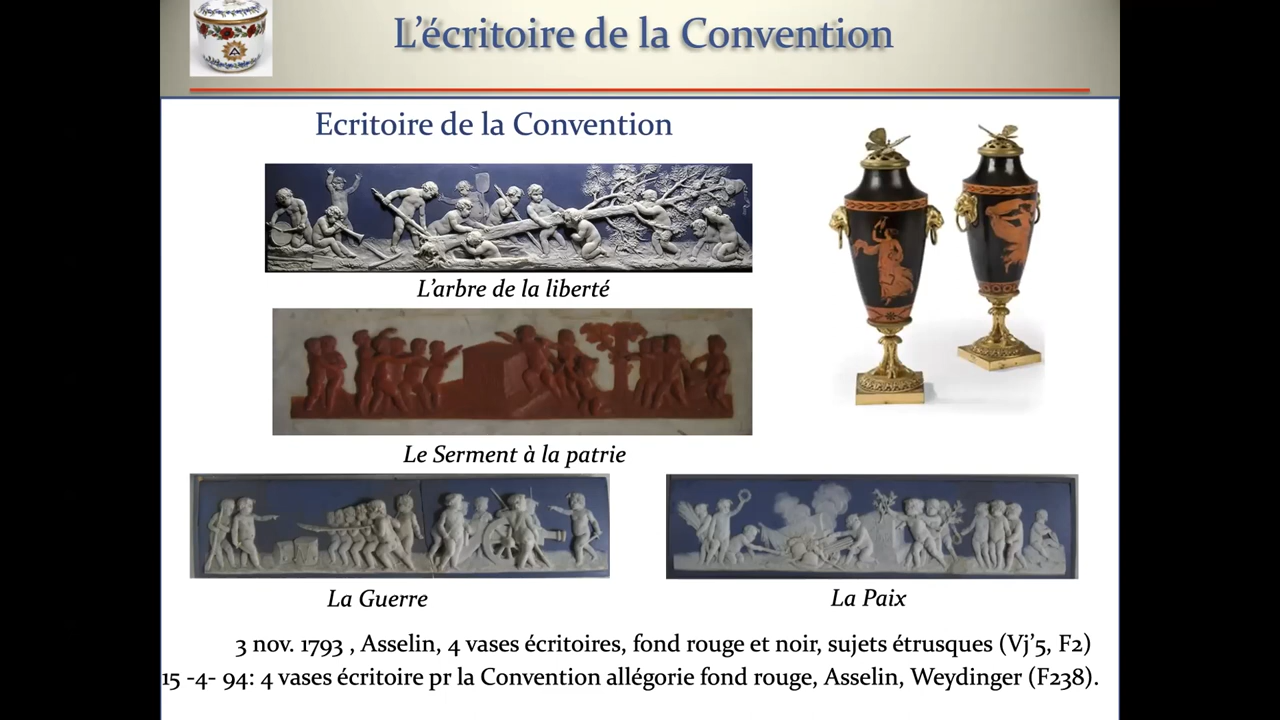 L'écritoire de la Convention
Ecritoire de la Convention
L'arbre de la liberté
Le Serment à la patrie
La Guerre
La Paix
3 nov. 1793 , Asselin, 4 vases écritoires, fond rouge et noir, sujets étrusques (Vj'5, F2)
15 -4- 94: 4 vases écritoire pr la Convention allégorie fond rouge, Asselin, Weydinger (F238).